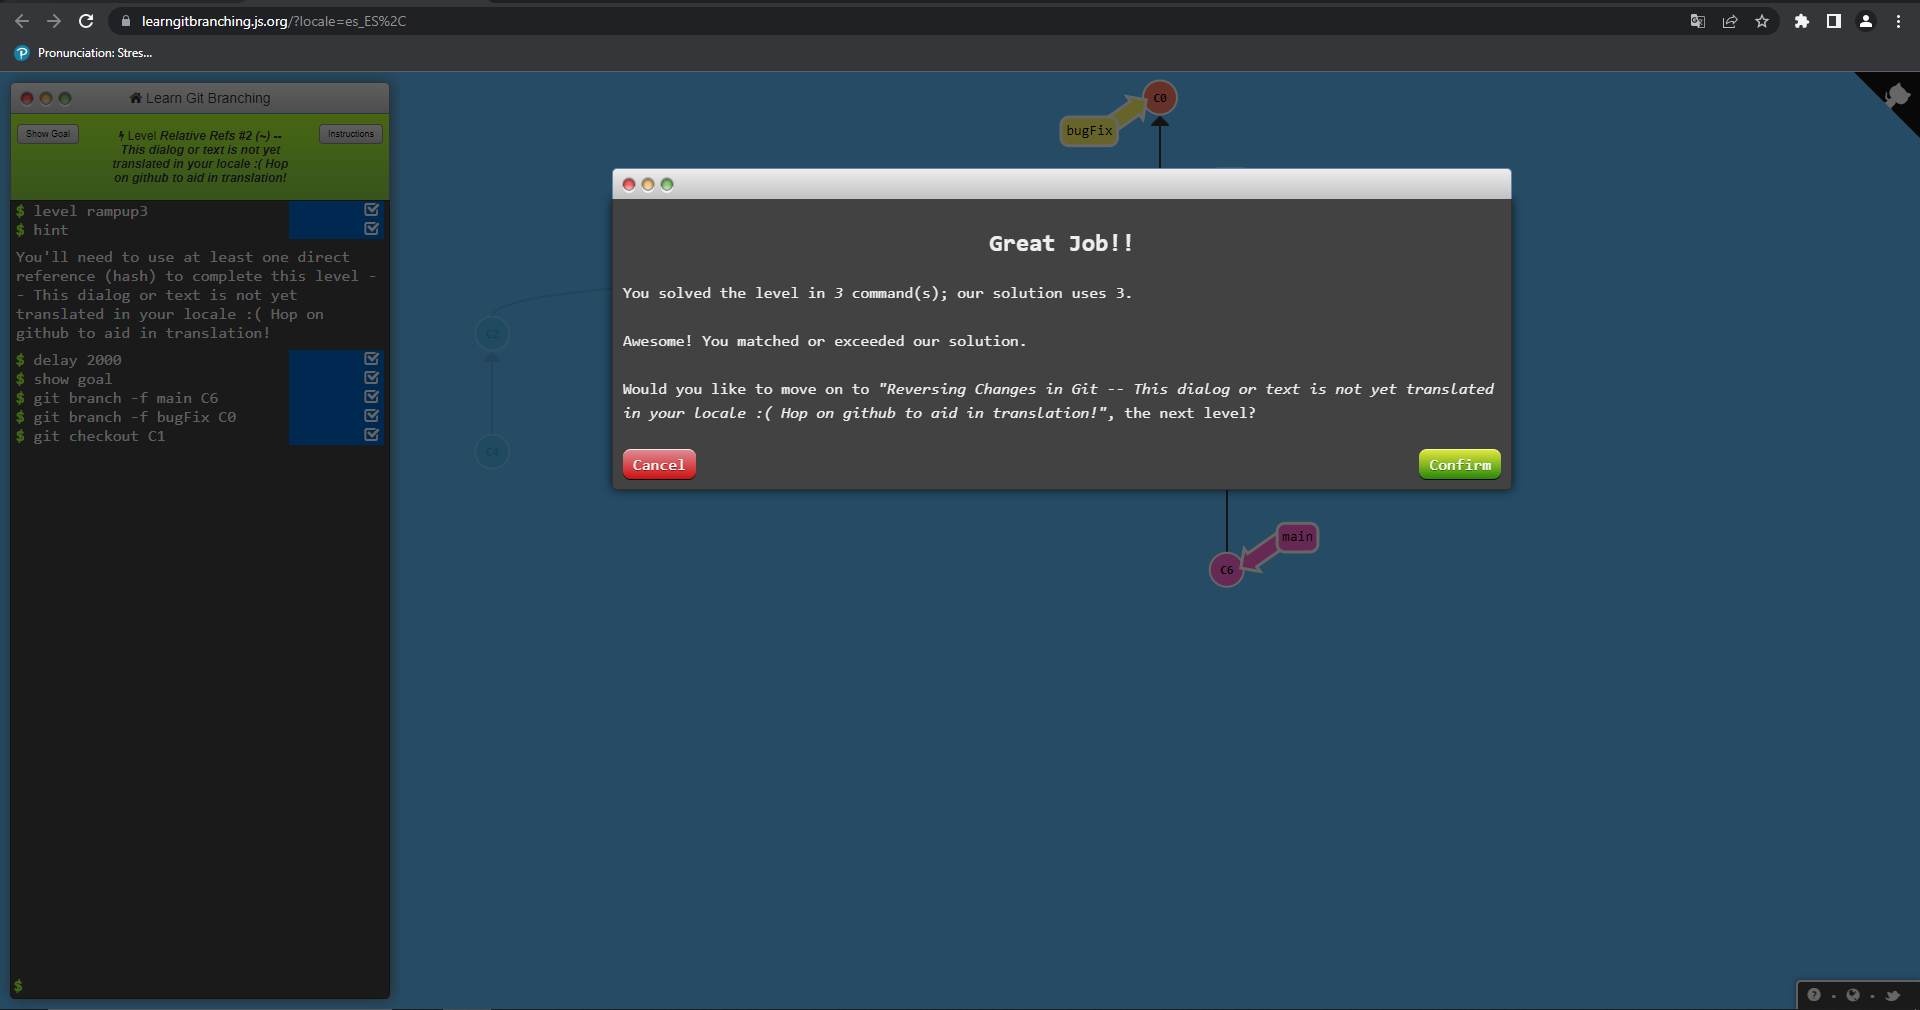 learngitbranching.js.org/?locale=es_ES%2C
Pronunciation: Stres...
Learn Git Branching
Show Goal
Level Relative Refs #2 (~) --
This dialog or text is not yet
translated in your locale :( Hop
on github to aid in translation!
Instructions
$ level rampup3
$ hint
You'll need to use at least one direct
reference (hash) to complete this level -
- This dialog or text is not yet
translated in your locale :( Hop on
github to aid in translation!
$ delay 2000
$ show goal
$ git branch -f main C6
$ git branch -f bugFix C0
$ git checkout C1
$
C0
bugFix
C2
C4
Great Job!!
You solved the level in 3 command(s); our solution uses 3.
Awesome! You matched or exceeded our solution.
Would you like to move on to "Reversing Changes in Git -- This dialog or text is not yet translated
in your locale :( Hop on github to aid in translation!", the next level?
Cancel
Confirm
main
C6